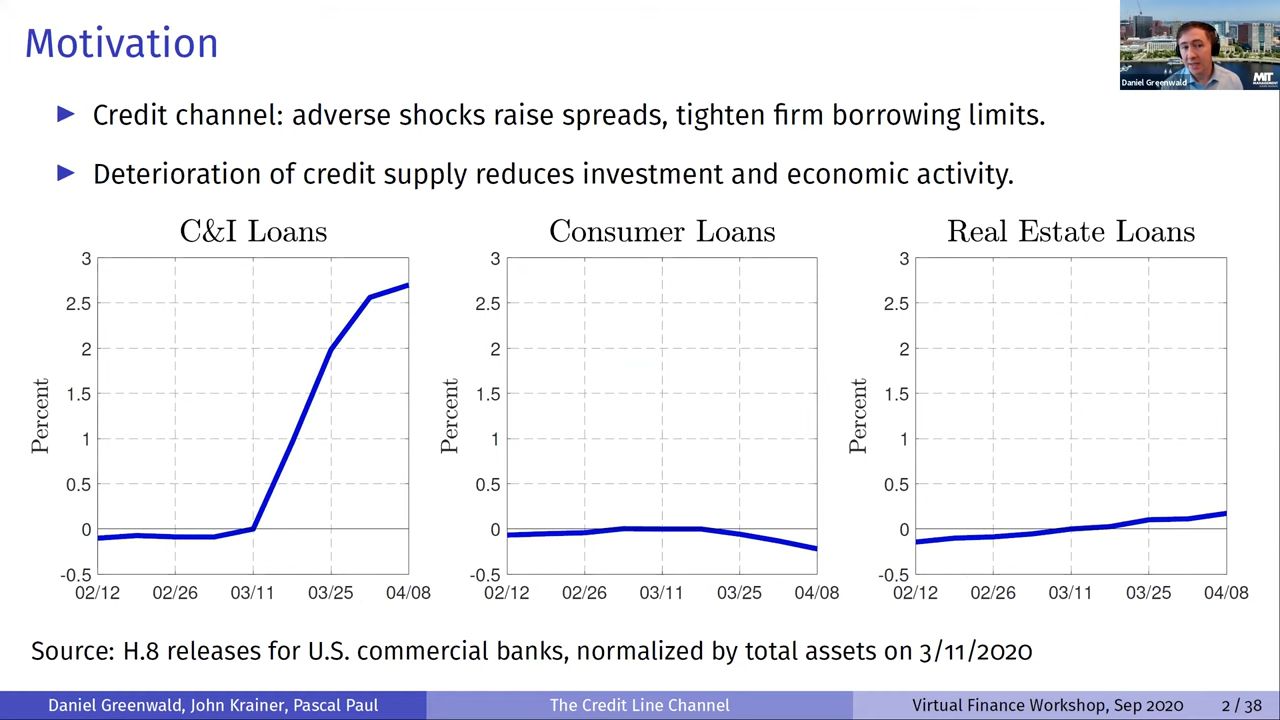 Motivation
Daniel Greenwald
MIT
MANAGEMENT
Credit channel: adverse shocks raise spreads, tighten firm borrowing limits.
Deterioration of credit supply reduces investment and economic activity.
C&I Loans
Percent
3
2.5
2
1.5
1
0.5
0
-0.5
02/12 02/26 03/11 03/25 04/08
Consumer Loans
Percent
3
2.5
2
1.5
1
0.5
0
-0.5
02/12 02/26 03/11 03/25 04/08
Real Estate Loans
Percent
3
2.5
2
1.5
1
0.5
0
-0.5
02/12 02/26 03/11 03/25 04/08
Source: H.8 releases for U.S. commercial banks, normalized by total assets on 3/11/2020
Daniel Greenwald, John Krainer, Pascal Paul The Credit Line Channel Virtual Finance Workshop, Sep 2020 2 / 38